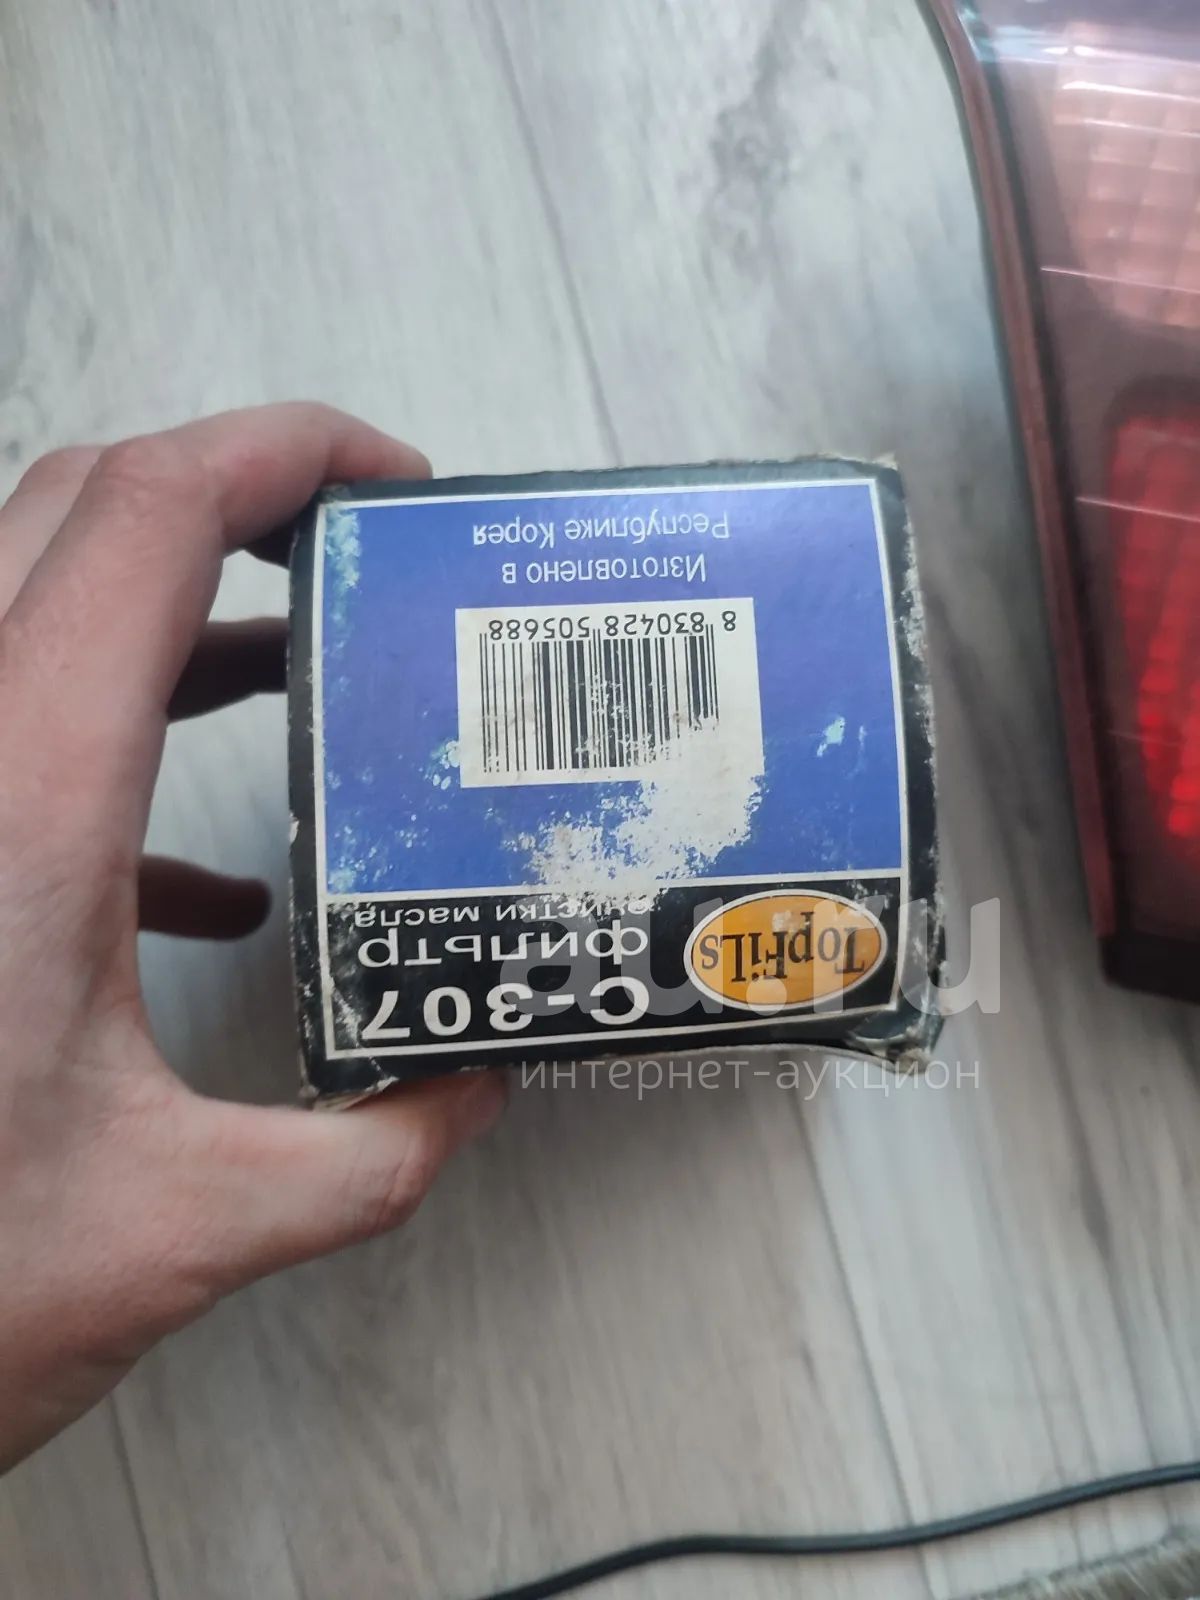 TopFiLs
С-307
фильтр
очистки масла
8 830428 505688
Изготовлено в
Республике Корея
au.ru
интернет-аукцион